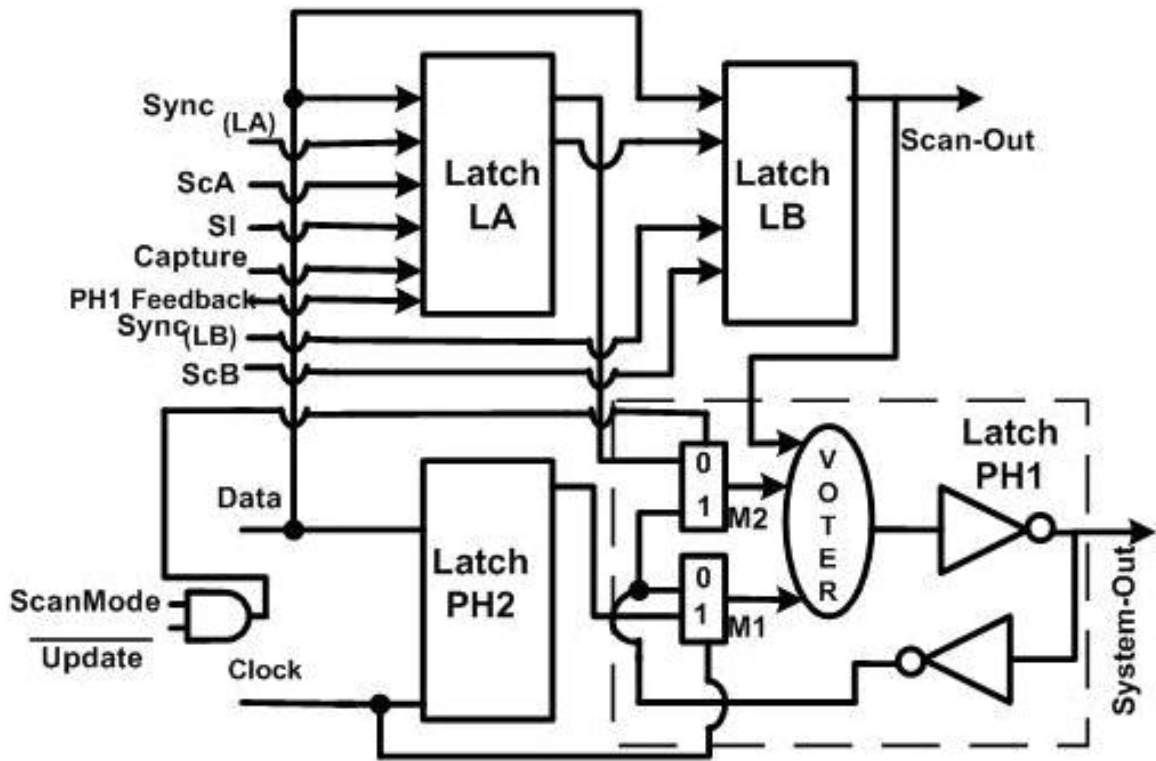 Sync (LA)
ScA
SI
Capture
PH1 Feedback
Sync (LB)
ScB
Latch
LA
Latch
LB
Scan-Out
Data
ScanMode
Update
Clock
Latch
PH2
0
1
M2
0
1
M1
VOTER
Latch
PH1
System-Out